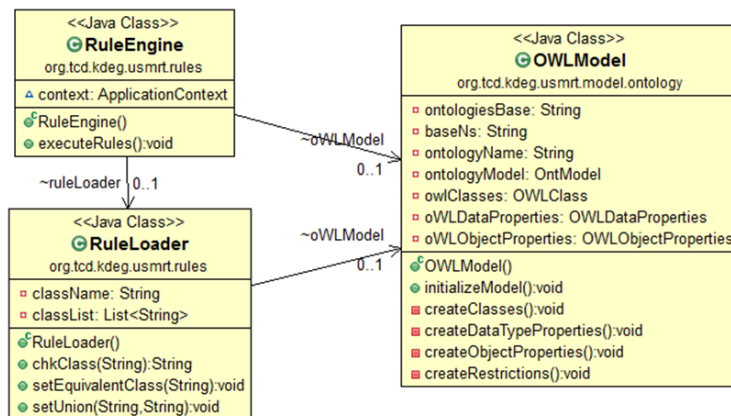 <<Java Class>>
RuleEngine
org.tcd.kdeg.usmrt.rules
context: ApplicationContext
RuleEngine()
executeRules():void
~oWLModel
0..1
~ruleLoader
0..1
<<Java Class>>
RuleLoader
org.tcd.kdeg.usmrt.rules
className: String
classList: List<String>
RuleLoader()
chkClass(String):String
setEquivalentClass(String):void
setUnion(String,String):void
~oWLModel
0..1
<<Java Class>>
OWLModel
org.tcd.kdeg.usmrt.model.ontology
ontologiesBase: String
baseNs: String
ontologyName: String
ontologyModel: OntModel
owlClasses: OWLClass
oWLDataProperties: OWLDataProperties
oWLObjectProperties: OWLObjectProperties
OWLModel()
initializeModel():void
createClasses():void
createDataTypeProperties():void
createObjectProperties():void
createRestrictions():void